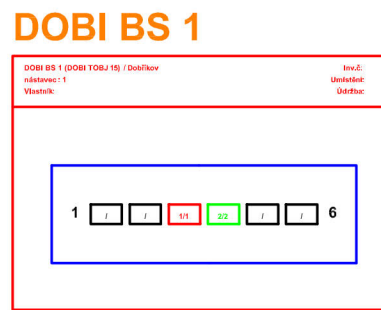 DOBI BS 1
DOBI BS 1 (DOBI TOBJ 15) / Dobříkov Inv.č:
nástavec: 1 Umístění:
Vlastník: Údržba:
1 / / 1/1 2/2 / / 6